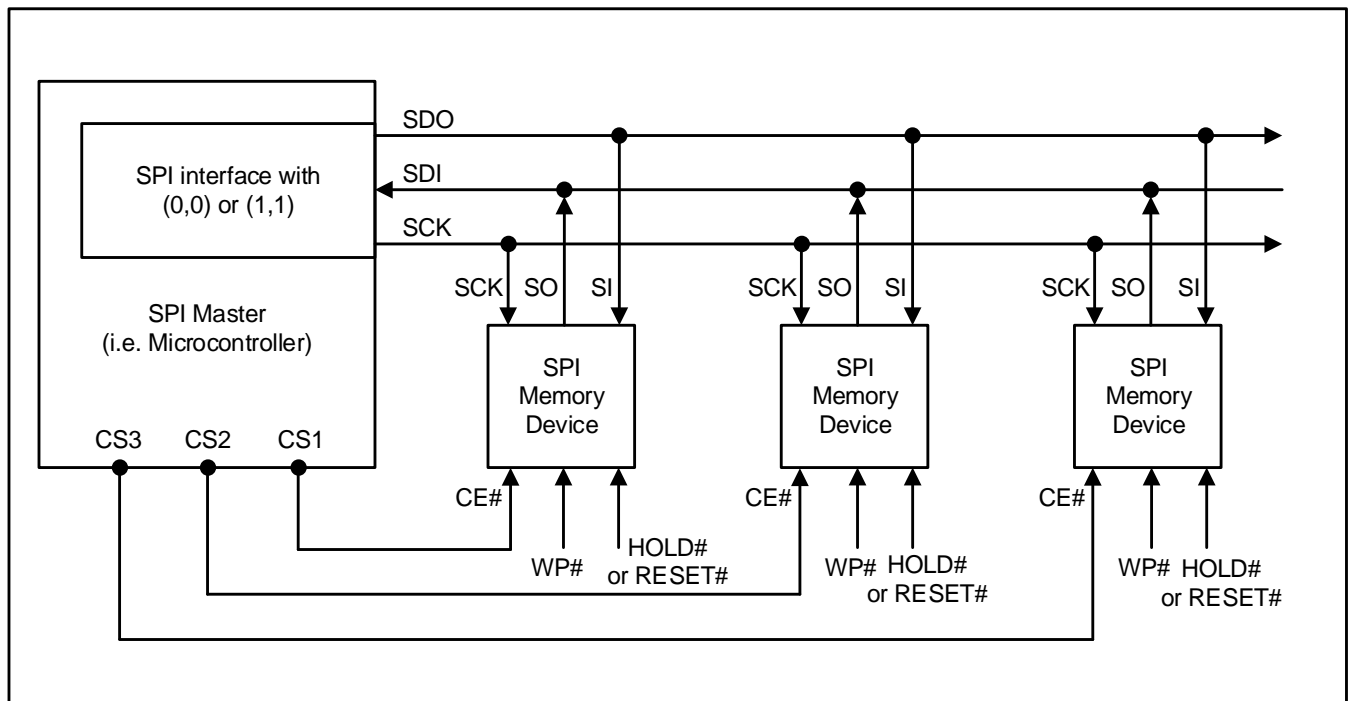 SDO
SPI interface with
(0,0) or (1,1)
SDI
SCK
SPI Master
(i.e. Microcontroller)
CS3
CS2
CS1
SCK
SO
SI
SPI
Memory
Device
CE#
WP#
HOLD#
or RESET#
SCK
SO
SI
SPI
Memory
Device
CE#
WP#
HOLD#
or RESET#
SCK
SO
SI
SPI
Memory
Device
CE#
WP#
HOLD#
or RESET#